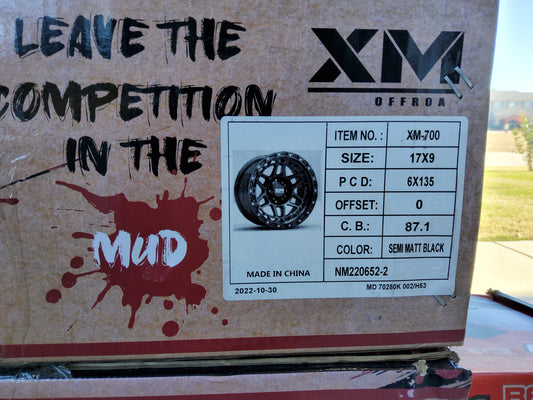 LEAVE THE
COMPETITION
IN THE
MUD
XM
OFFROA
ITEM NO. : XM-700
SIZE: 17X9
P C D: 6X135
OFFSET: 0
C. B.: 87.1
COLOR: SEMI MATT BLACK
MADE IN CHINA
NM220652-2
2022-10-30
MD 70280K 002/H53